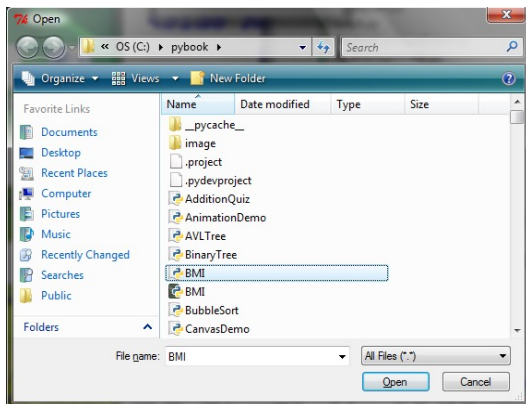 Open
« OS (C:) pybook Search
Organize Views New Folder
Favorite Links
Documents
Desktop
Recent Places
Computer
Pictures
Music
Recently Changed
Searches
Public
Folders
Name Date modified Type Size
__pycache__
image
.project
.pydevproject
AdditionQuiz
AnimationDemo
AVLTree
BinaryTree
BMI
BMI
BubbleSort
CanvasDemo
File name: BMI All Files (*.*)
Open Cancel